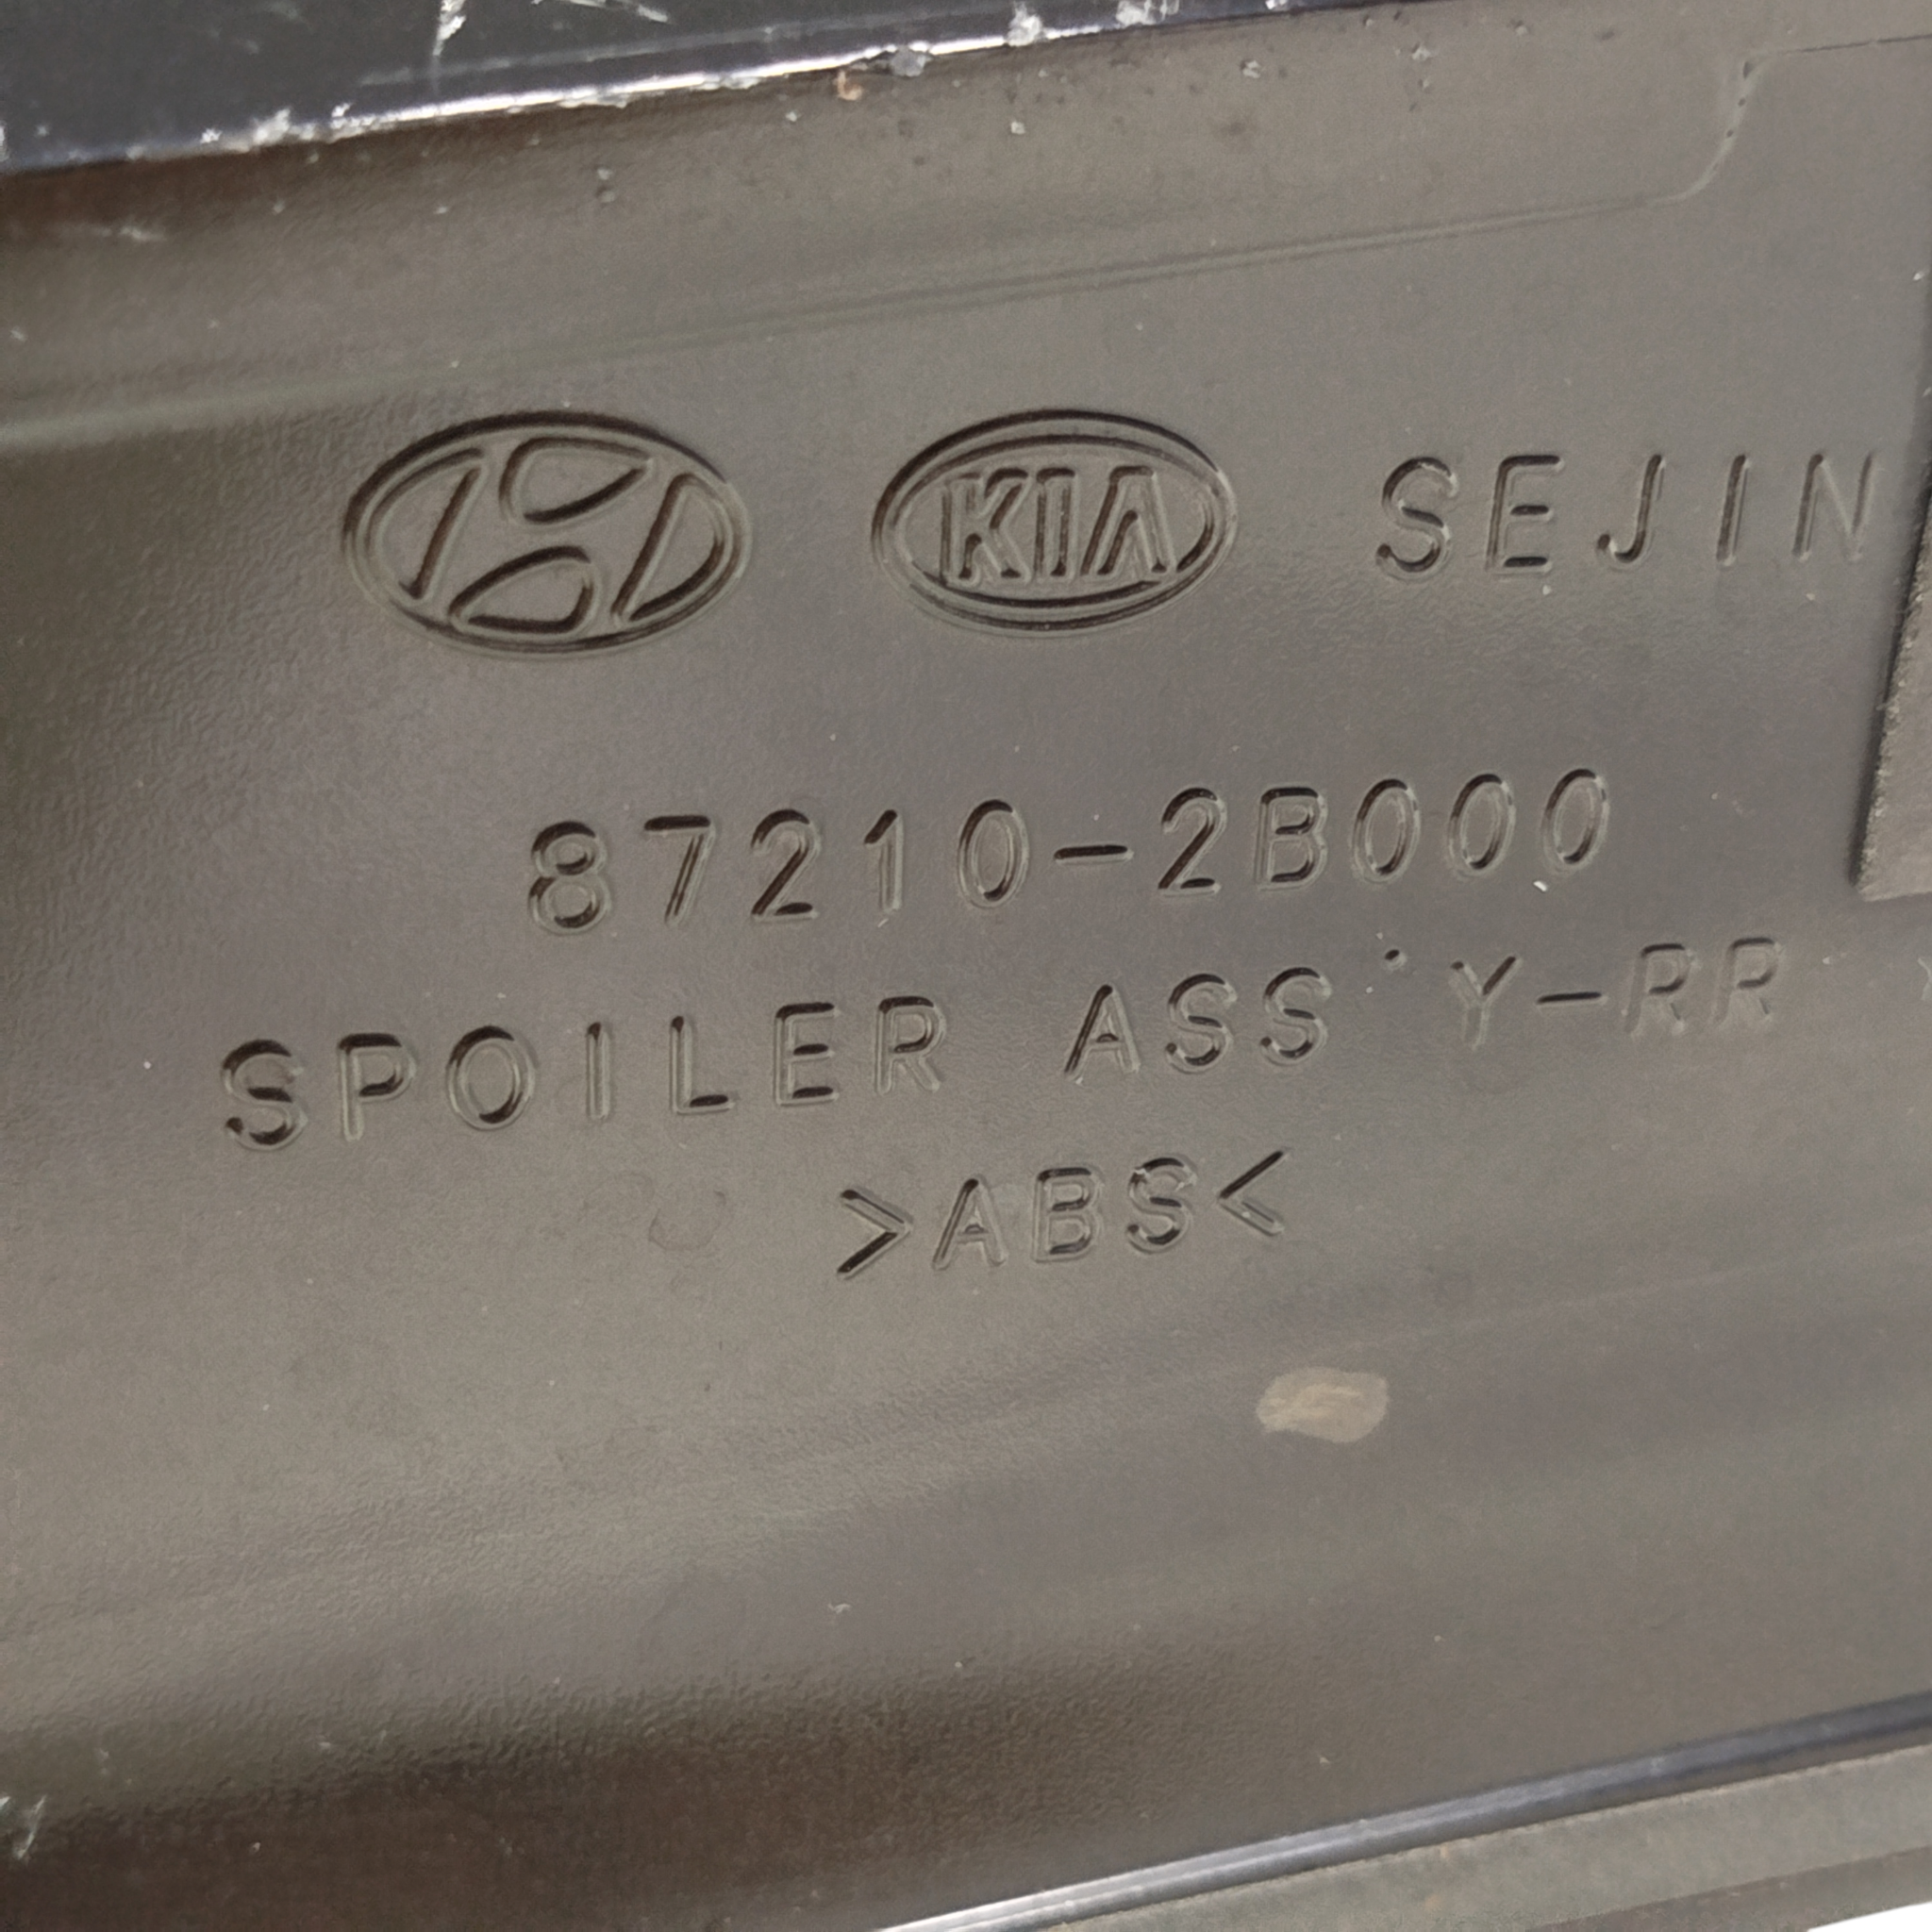 KIA SEJIN
87210-2B000
SPOILER ASS'Y-RR
>ABS<